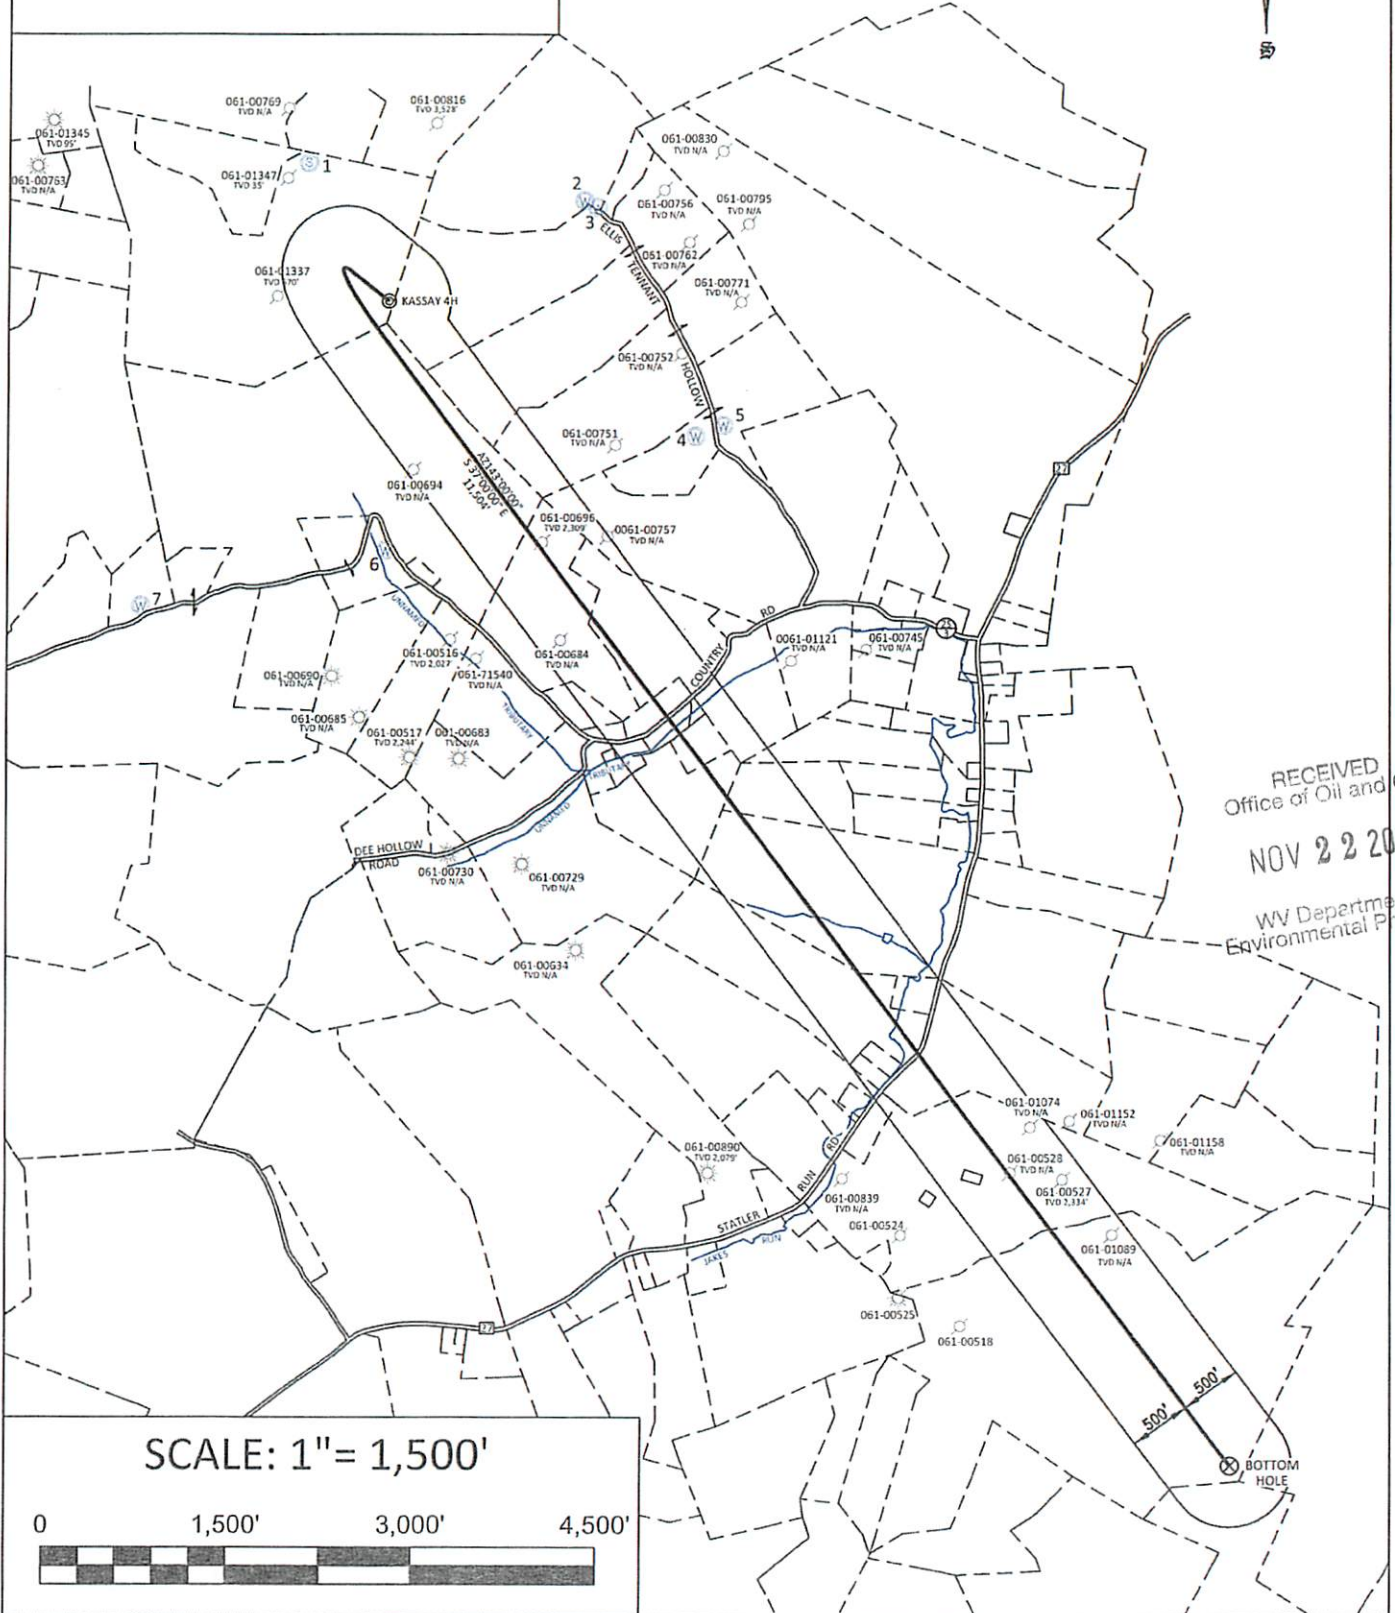 S
061-00769
TVD N/A
061-00816
TVD 3,528'
061-01345
TVD 95'
061-00763
TVD N/A
061-01347
TVD 35'
S 1
061-00830
TVD N/A
2
W
3
061-00756
TVD N/A
061-00795
TVD N/A
ELLIS
TENNANT
HOLLOW
061-00762
TVD N/A
061-00771
TVD N/A
061-01337
KASSAY 4H
061-00752
TVD N/A
061-00751
TVD N/A
4 W
W 5
AZ143°00'00"
S 37°00'00" E
11,504'
061-00694
TVD N/A
27
061-00696
TVD 2,309'
0061-00757
TVD N/A
6
W
W 7
UNNAMED
TRIBUTARY
061-00516
TVD 2,027'
061-71540
TVD N/A
061-00684
TVD N/A
COUNTRY
RD
0061-01121
TVD N/A
061-00745
TVD N/A
25
1
061-00690
TVD N/A
061-00685
TVD N/A
061-00517
TVD 2,244'
061-00683
TVD N/A
TRIBUTARY
UNNAMED
DEE HOLLOW
ROAD
061-00730
TVD N/A
061-00729
TVD N/A
061-00634
TVD N/A
RECEIVED
Office of Oil and
NOV 22 20
WV Departme
Environmental P
061-01074
TVD N/A
061-01152
TVD N/A
061-01158
TVD N/A
061-00528
TVD N/A
061-00527
TVD 2,334'
061-00890
TVD 2,079'
061-00839
TVD N/A
061-00524
061-01089
TVD N/A
STATLER
RUN
RD
JAKES RUN
061-00525
061-00518
27
500'
500'
BOTTOM
HOLE
SCALE: 1"= 1,500'
0 1,500' 3,000' 4,500'